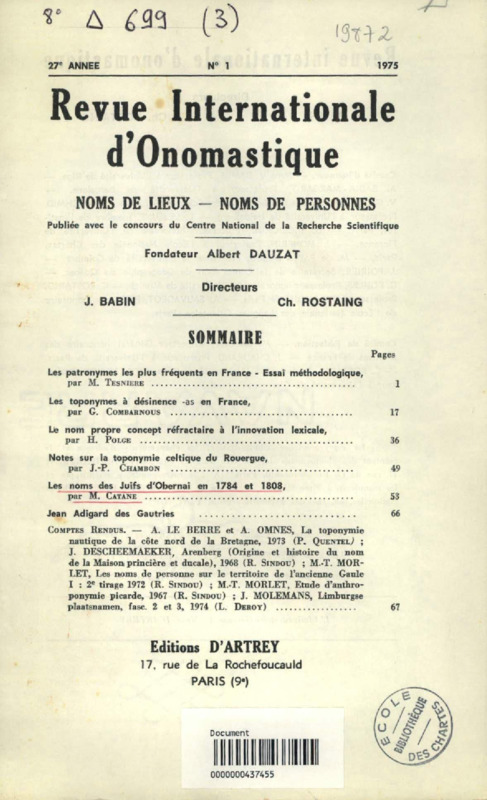 8° Δ 699 (3)
19872
27e ANNEE N° 1 1975
Revue Internationale
d'Onomastique
NOMS DE LIEUX — NOMS DE PERSONNES
Publiée avec le concours du Centre National de la Recherche Scientifique
Fondateur Albert DAUZAT
Directeurs
J. BABIN Ch. ROSTAING
SOMMAIRE
Pages
Les patronymes les plus fréquents en France - Essai méthodologique,
par M. TESNIERE ........ 1
Les toponymes à désinence -as en France,
par G. COMBARNOUS ........ 17
Le nom propre concept réfractaire à l'innovation lexicale,
par H. POLGE ........ 36
Notes sur la toponymie celtique du Rouergue,
par J.-P. CHAMBON ........ 49
Les noms des Juifs d'Obernai en 1784 et 1808,
par M. CATANE ........ 53
Jean Adigard des Gautries ........ 66
COMPTES RENDUS. — A. LE BERRE et A. OMNES, La toponymie
nautique de la côte nord de la Bretagne, 1973 (P. QUENTEL) ;
J. DESCHEEMAEKER, Arenberg (Origine et histoire du nom
de la Maison princière et ducale), 1968 (R. SINDOU) ; M.-T. MOR-
LET, Les noms de personne sur le territoire de l'ancienne Gaule
I : 2e tirage 1972 (R. SINDOU) ; M.-T. MORLET, Etude d'anthro-
ponymie picarde, 1967 (R. SINDOU) ; J. MOLEMANS, Limburgse
plaatsnamen, fasc. 2 et 3, 1974 (L. DEROY) ........ 67
Editions D'ARTREY
17, rue de La Rochefoucauld
PARIS (9e)
ECOLE
BIBLIOTHÈQUE
DES CHARTES
Document
0000000437455